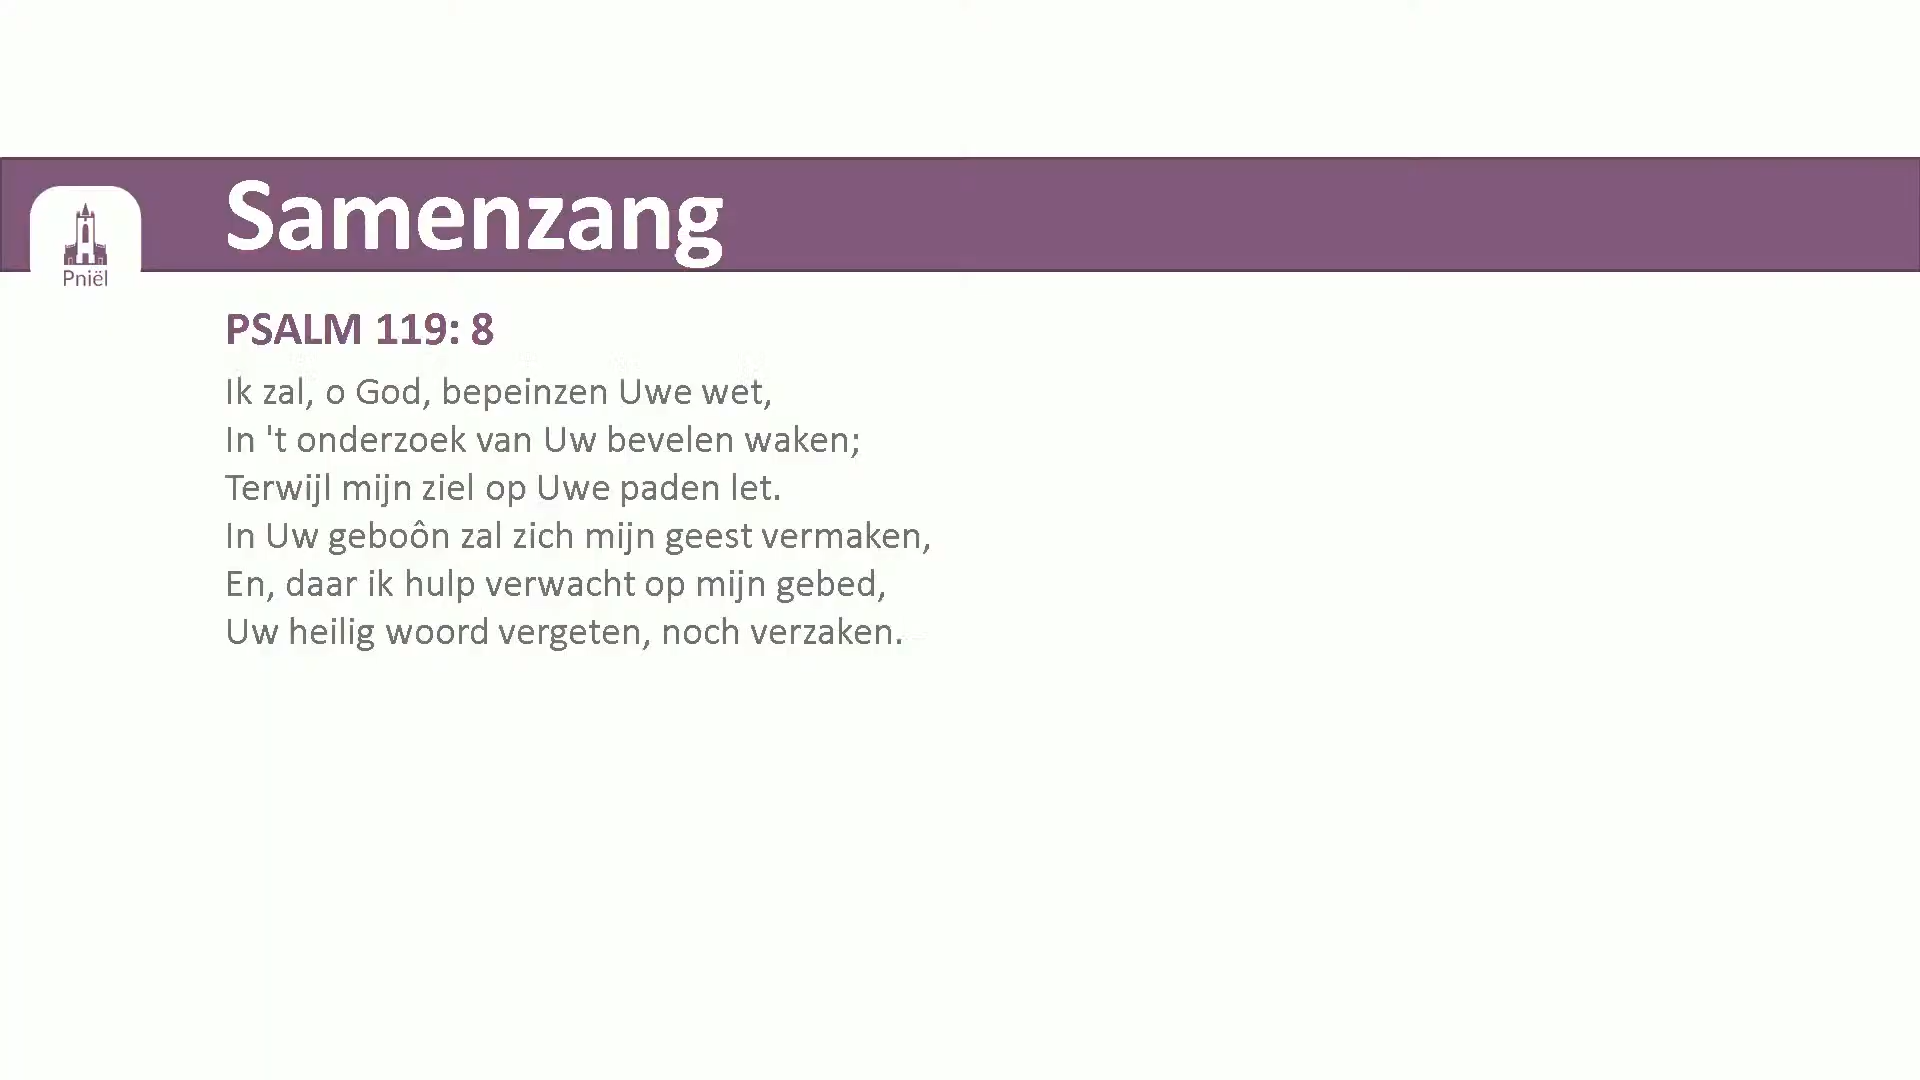 Samenzang
Pniël
PSALM 119: 8
Ik zal, o God, bepeinzen Uwe wet,
In 't onderzoek van Uw bevelen waken;
Terwijl mijn ziel op Uwe paden let.
In Uw geboôn zal zich mijn geest vermaken,
En, daar ik hulp verwacht op mijn gebed,
Uw heilig woord vergeten, noch verzaken.